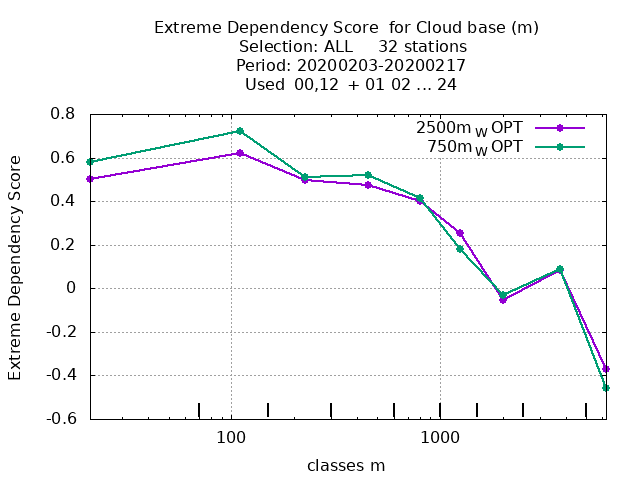 Extreme Dependency Score  for Cloud base (m)
Selection: ALL     32 stations
Period: 20200203-20200217
Used  00,12  + 01 02 ... 24
0.8
0.6
0.4
0.2
0
-0.2
-0.4
-0.6
Extreme Dependency Score
2500m W OPT
750m W OPT
100
1000
classes m